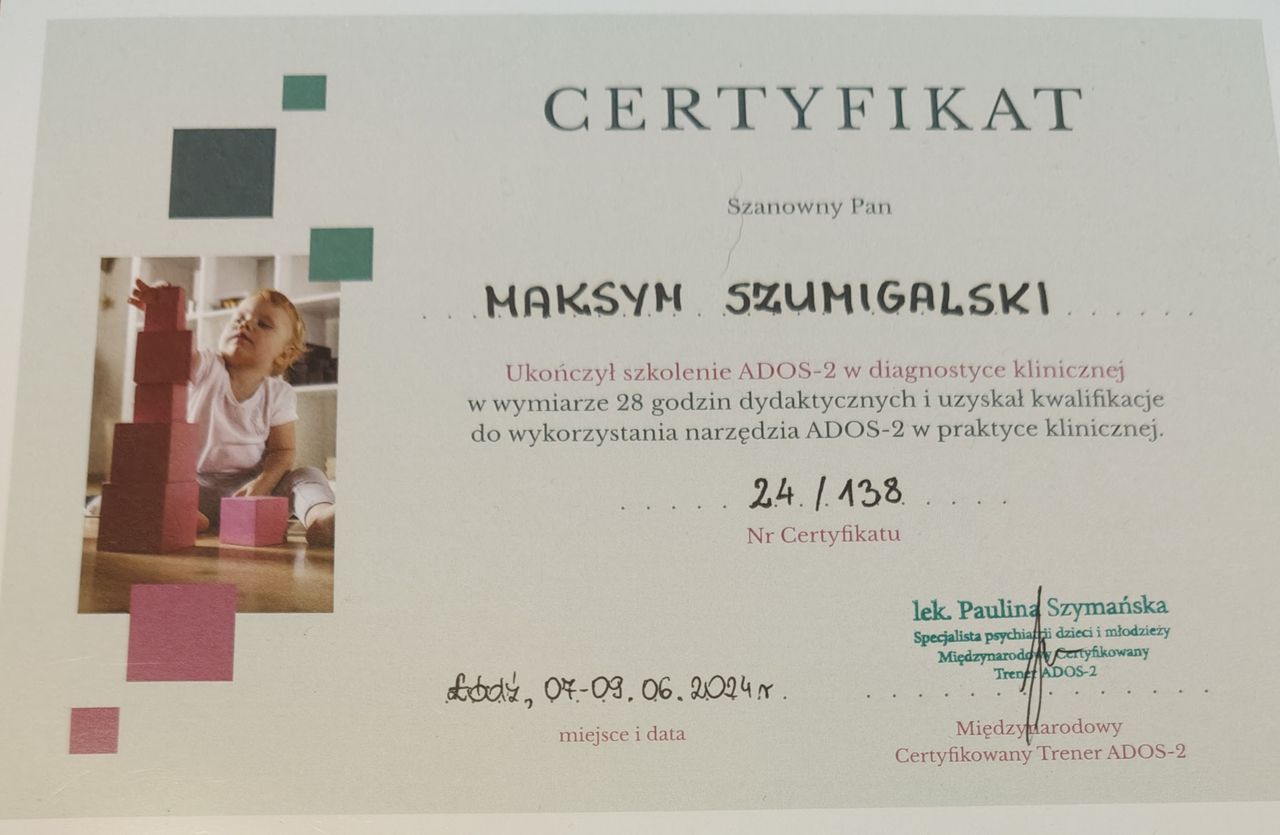 CERTYFIKAT
Szanowny Pan
MAKSYM SZUMIGALSKI
Ukończył szkolenie ADOS-2 w diagnostyce klinicznej
w wymiarze 28 godzin dydaktycznych i uzyskał kwalifikacje
do wykorzystania narzędzia ADOS-2 w praktyce klinicznej.
24/138
Nr Certyfikatu
lek. Paulina Szymańska
Specjalista psychiatrii dzieci i młodzieży
Międzynarodowy Certyfikowany
Trener ADOS-2
Łódź, 07-09.06.2024r.
miejsce i data
Międzynarodowy
Certyfikowany Trener ADOS-2